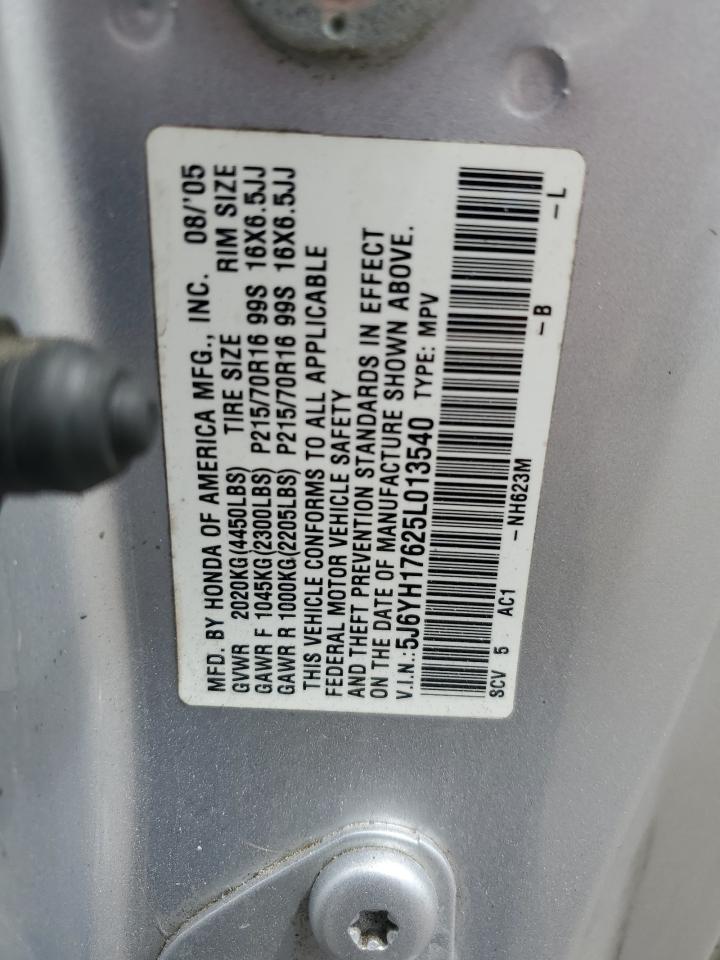 MFD. BY HONDA OF AMERICA MFG., INC. 08/'05
GVWR 2020KG(4450LBS) TIRE SIZE RIM SIZE
GAWR F 1045KG(2300LBS) P215/70R16 99S 16X6.5JJ
GAWR R 1000KG(2205LBS) P215/70R16 99S 16X6.5JJ
THIS VEHICLE CONFORMS TO ALL APPLICABLE
FEDERAL MOTOR VEHICLE SAFETY
AND THEFT PREVENTION STANDARDS IN EFFECT
ON THE DATE OF MANUFACTURE SHOWN ABOVE.
V.I.N.:5J6YH17625L013540 TYPE: MPV
SCV 5 AC1 -NH623M -B -L